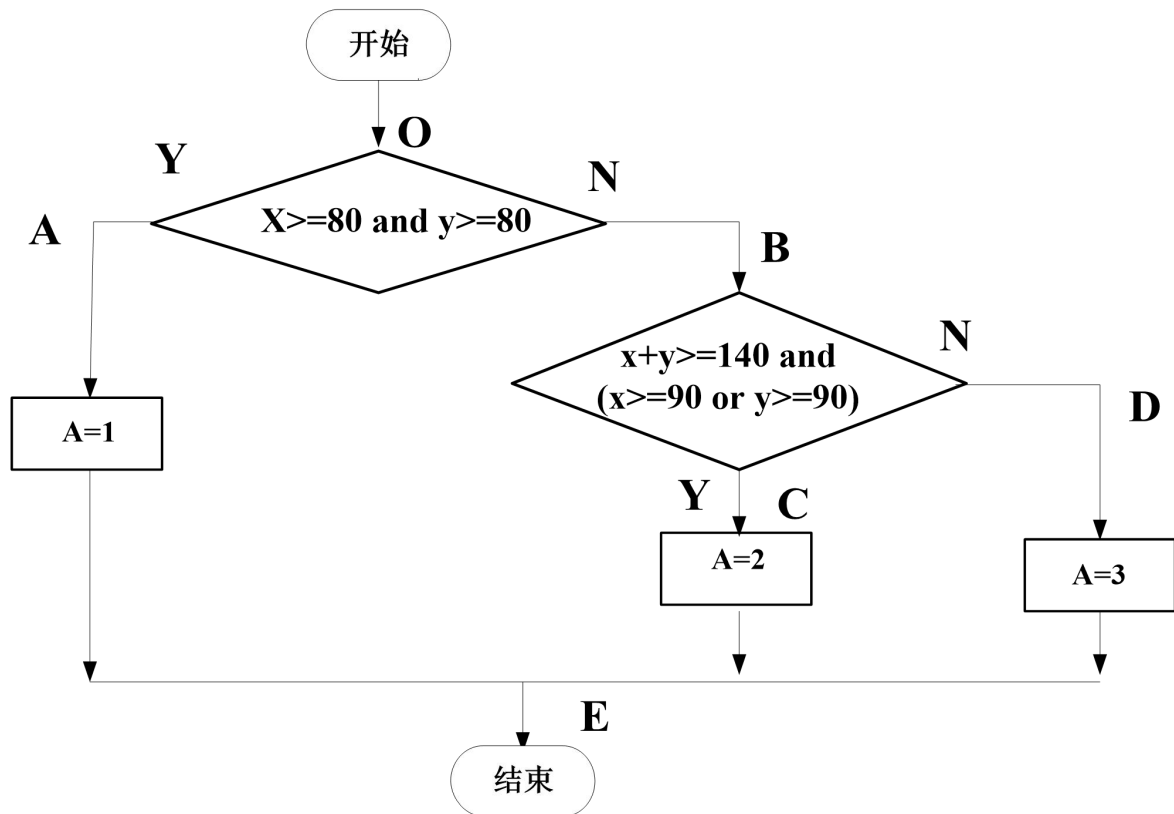 开始
O
Y
N
X>=80 and y>=80
A
B
x+y>=140 and
(x>=90 or y>=90)
N
D
A=1
Y
C
A=2
A=3
E
结束